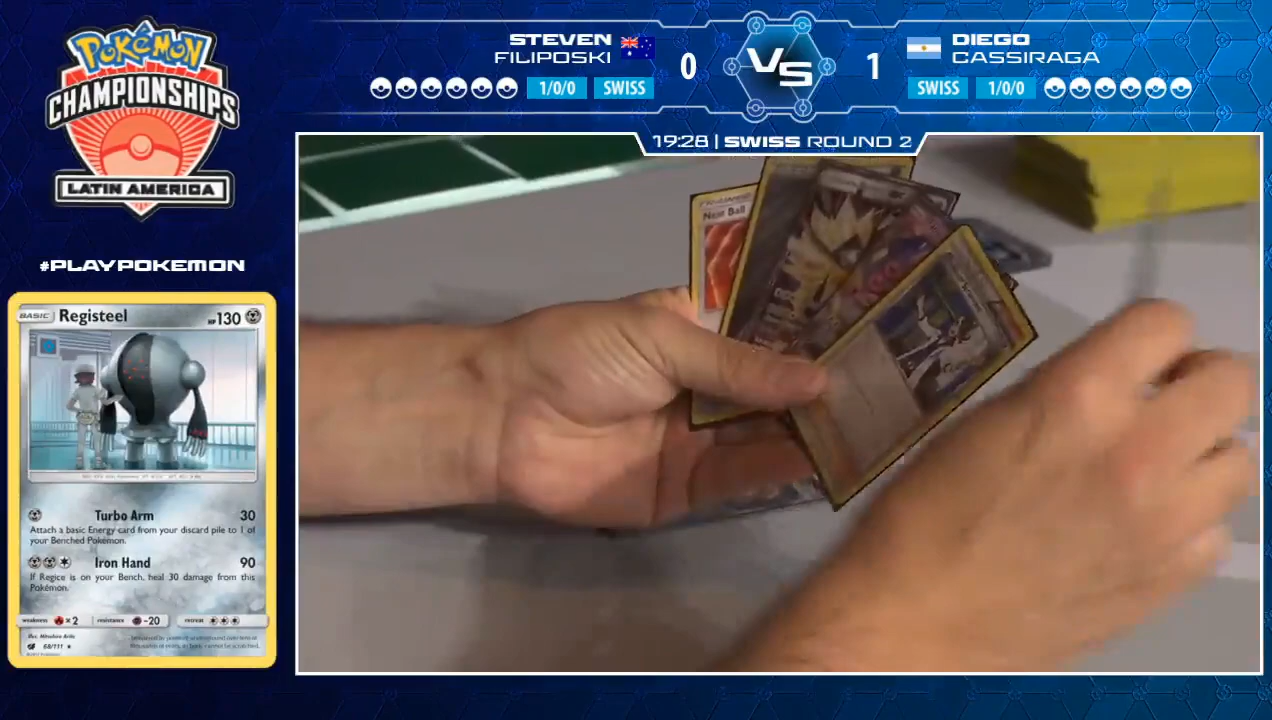 Pokémon
CHAMPIONSHIPS
LATIN AMERICA
#PLAYPOKEMON
STEVEN
FILIPOSKI
0
VS
1
DIEGO
CASSIRAGA
1/0/0
SWISS
SWISS
1/0/0
19:28 | SWISS ROUND 2
BASIC
Registeel
HP130
Turbo Arm
30
Attach a basic Energy card from your discard pile to 1 of
your Benched Pokémon.
Iron Hand
90
If Regice is on your Bench, heal 30 damage from this
Pokémon.
weakness
×2
resistance
-20
retreat
68/111
Nest Ball